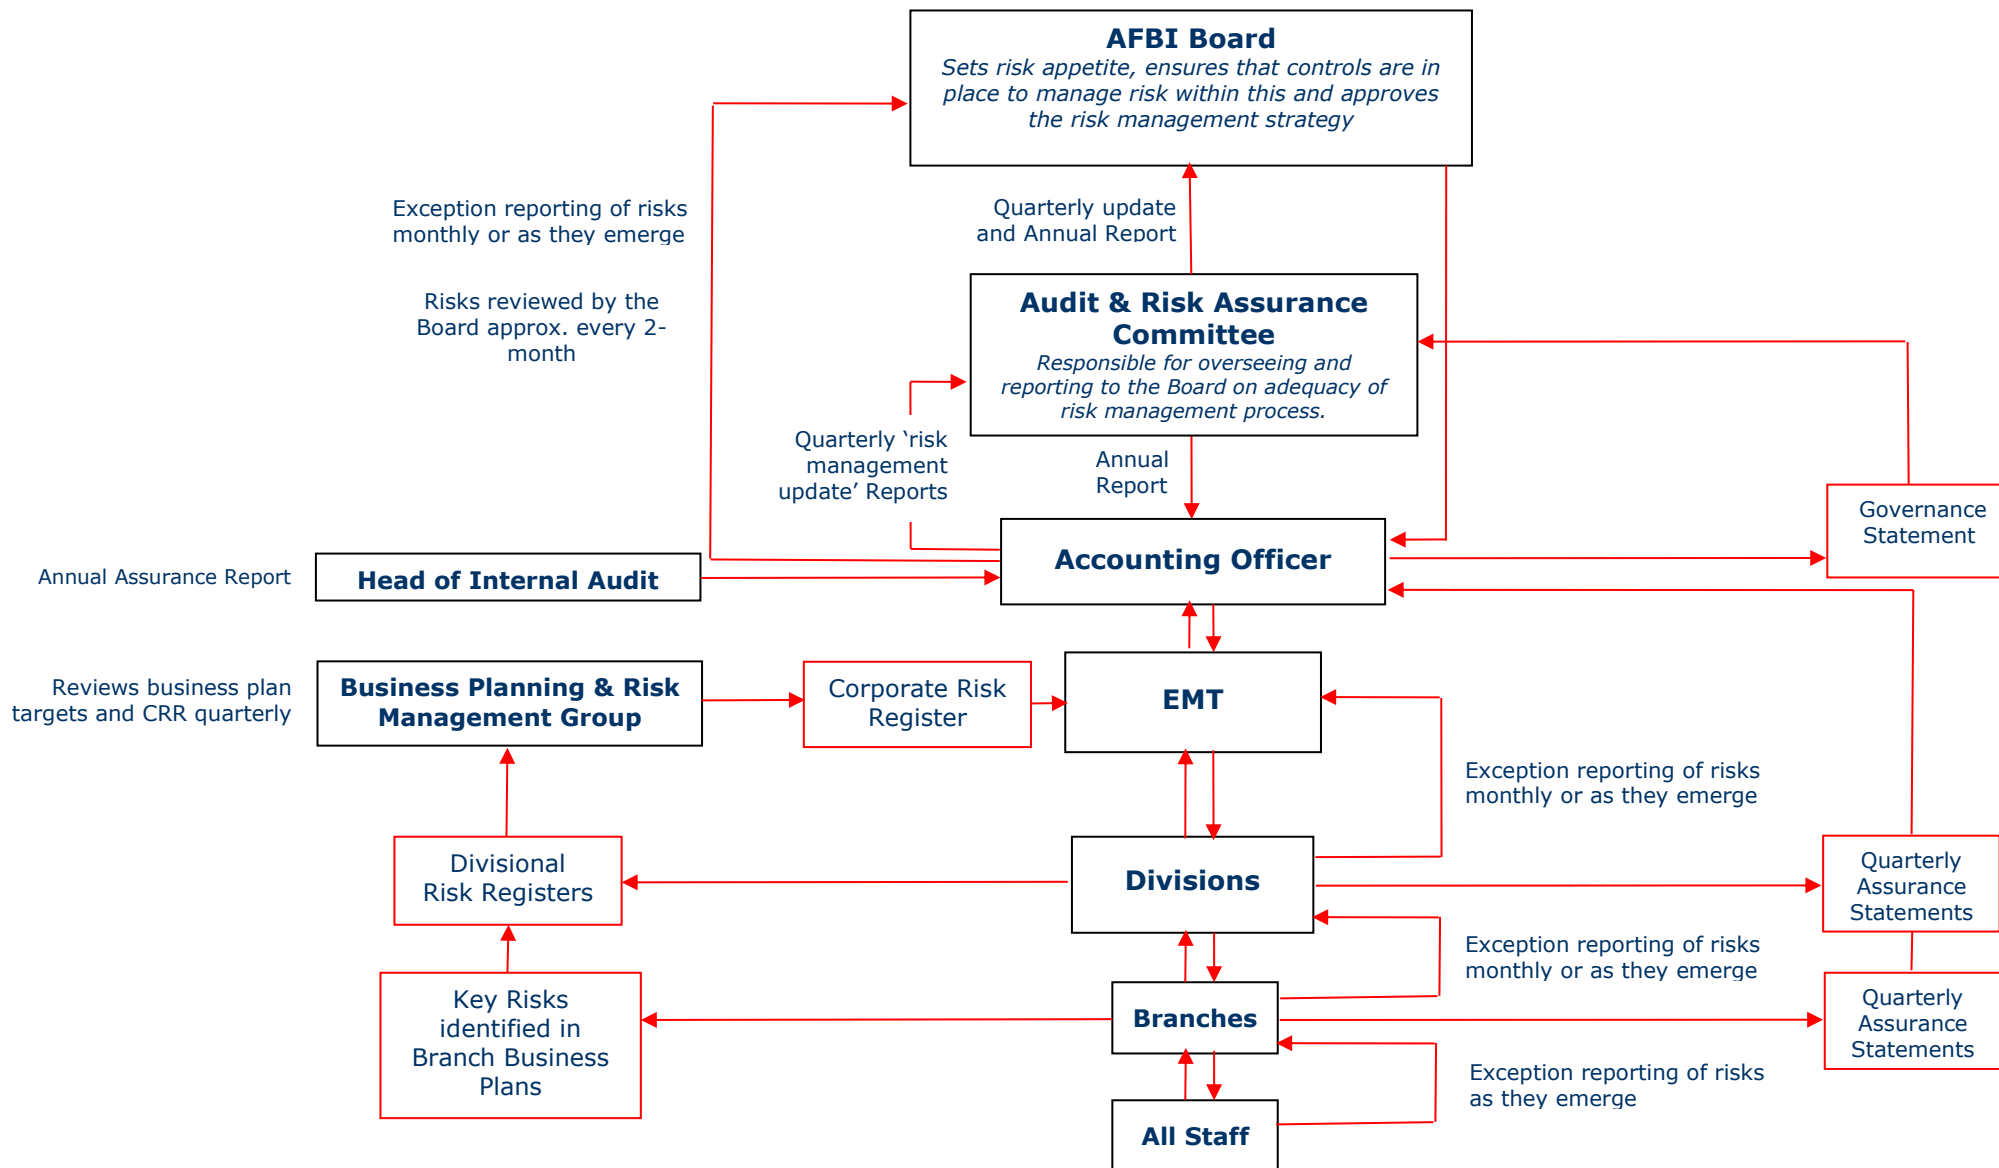 AFBI Board
Sets risk appetite, ensures that controls are in
place to manage risk within this and approves
the risk management strategy
Exception reporting of risks
monthly or as they emerge
Risks reviewed by the
Board approx. every 2-
month
Quarterly update
and Annual Report
Audit & Risk Assurance
Committee
Responsible for overseeing and
reporting to the Board on adequacy of
risk management process.
Quarterly ‘risk
management
update’ Reports
Annual
Report
Governance
Statement
Accounting Officer
Annual Assurance Report
Head of Internal Audit
Reviews business plan
targets and CRR quarterly
Business Planning & Risk
Management Group
Corporate Risk
Register
EMT
Exception reporting of risks
monthly or as they emerge
Divisional
Risk Registers
Divisions
Quarterly
Assurance
Statements
Exception reporting of risks
monthly or as they emerge
Key Risks
identified in
Branch Business
Plans
Branches
Quarterly
Assurance
Statements
Exception reporting of risks
as they emerge
All Staff